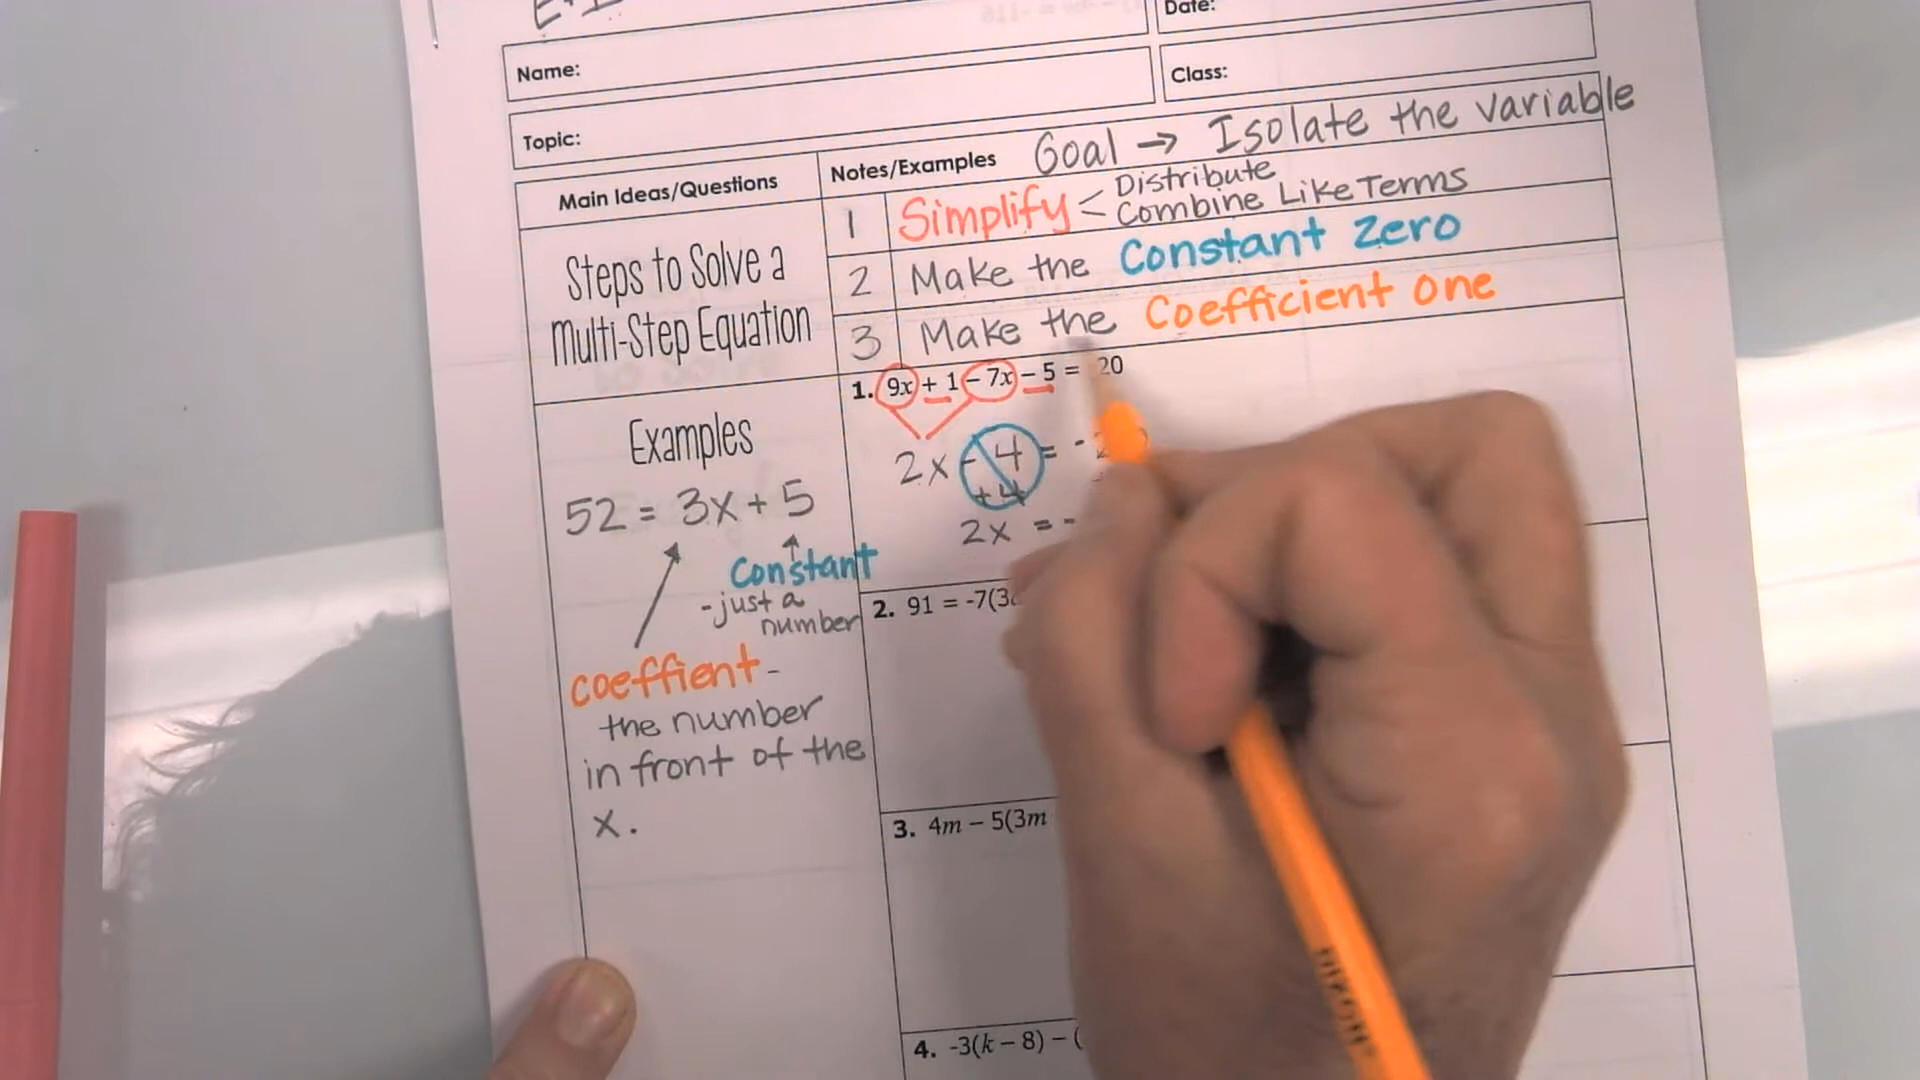 Date:
Name:
Class:
Topic:
Main Ideas/Questions
Notes/Examples
Goal → Isolate the variable
Steps to Solve a
Multi-Step Equation
1 Simplify < Distribute
Combine Like Terms
2 Make the Constant Zero
3 Make the Coefficient one
1. 9x + 1 - 7x - 5 = 20
2x - 4 = -
+4
2x = -
Examples
52 = 3x + 5
Constant
- just a
number
coeffient -
the number
in front of the
x.
2. 91 = -7(3
3. 4m - 5(3m
4. -3(k - 8) - (